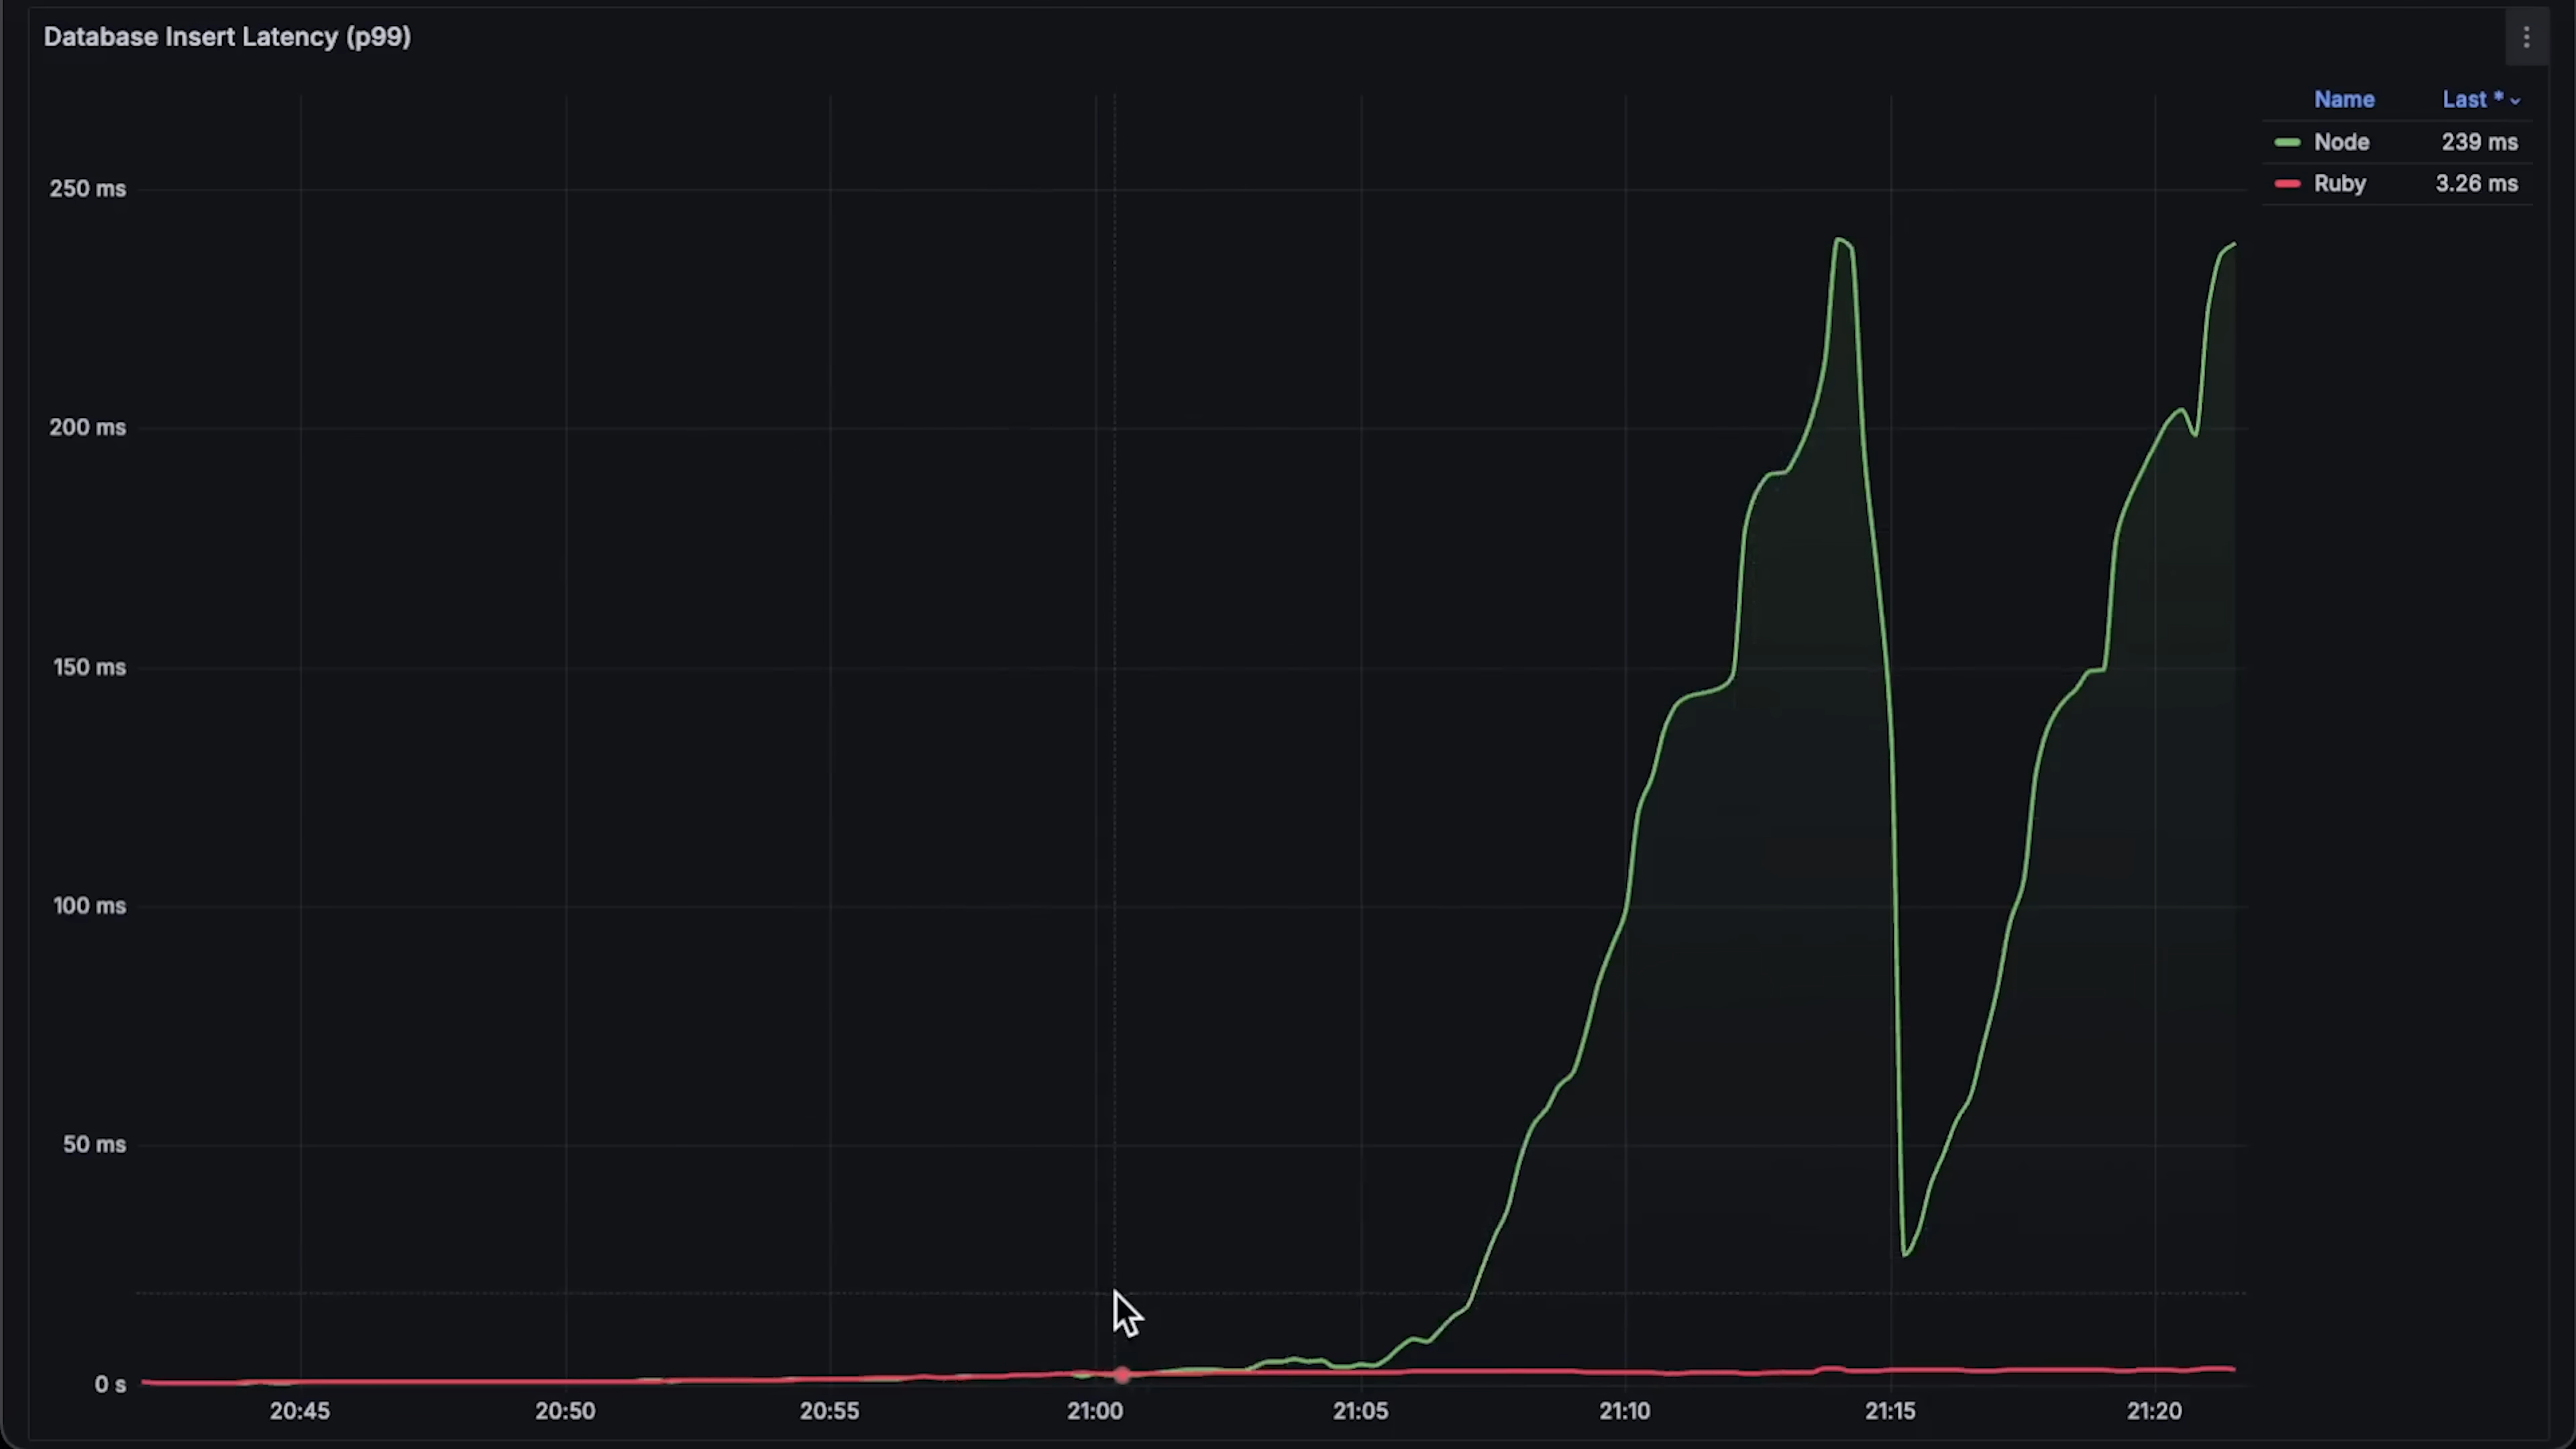 Database Insert Latency (p99)
Name Last *
Node 239 ms
Ruby 3.26 ms
250 ms
200 ms
150 ms
100 ms
50 ms
0 s
20:45 20:50 20:55 21:00 21:05 21:10 21:15 21:20